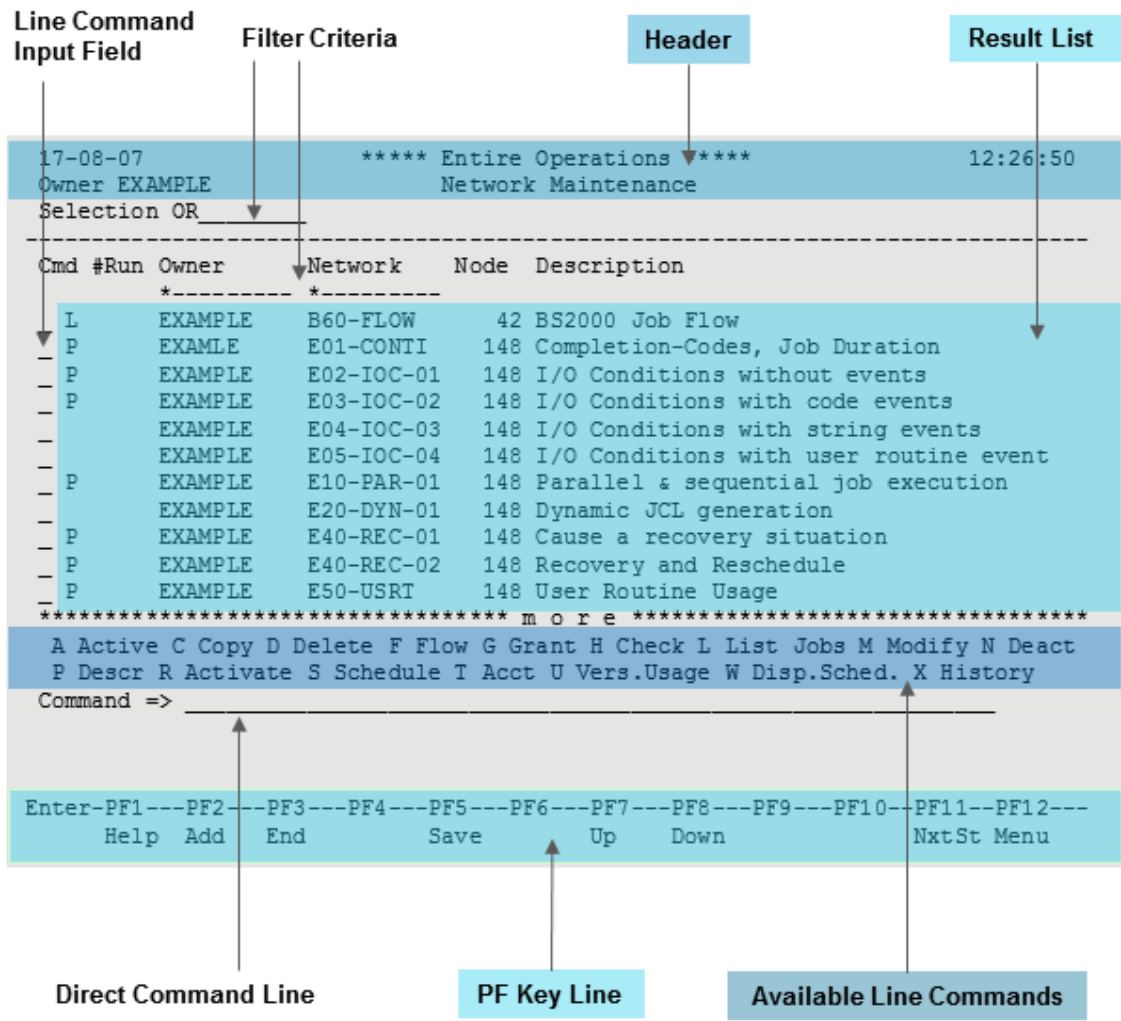 Line Command
Input Field
Filter Criteria
Header
Result List
17-08-07 ***** Entire Operations ***** 12:26:50
Owner EXAMPLE Network Maintenance
Selection OR________
--------------------------------------------------------------------------------
Cmd #Run Owner Network Node Description
*--------- *---------
_ L EXAMPLE B60-FLOW 42 BS2000 Job Flow
_ P EXAMLE E01-CONTI 148 Completion-Codes, Job Duration
_ P EXAMPLE E02-IOC-01 148 I/O Conditions without events
_ P EXAMPLE E03-IOC-02 148 I/O Conditions with code events
_ EXAMPLE E04-IOC-03 148 I/O Conditions with string events
_ EXAMPLE E05-IOC-04 148 I/O Conditions with user routine event
_ P EXAMPLE E10-PAR-01 148 Parallel & sequential job execution
_ EXAMPLE E20-DYN-01 148 Dynamic JCL generation
_ P EXAMPLE E40-REC-01 148 Cause a recovery situation
_ P EXAMPLE E40-REC-02 148 Recovery and Reschedule
_ P EXAMPLE E50-USRT 148 User Routine Usage
*********************************** m o r e **********************************
A Active C Copy D Delete F Flow G Grant H Check L List Jobs M Modify N Deact
P Descr R Activate S Schedule T Acct U Vers.Usage W Disp.Sched. X History
Command => ____________________________________________________________
Enter-PF1---PF2---PF3---PF4---PF5---PF6---PF7---PF8---PF9---PF10--PF11--PF12---
Help Add End Save Up Down NxtSt Menu
Direct Command Line
PF Key Line
Available Line Commands